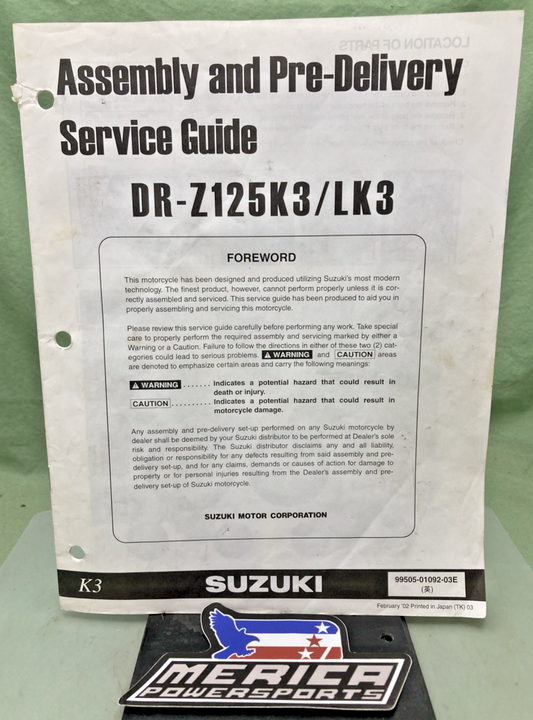 LOCATION OF PARTS
Assembly and Pre-Delivery
Service Guide
DR-Z125K3/LK3
FOREWORD
This motorcycle has been designed and produced utilizing Suzuki's most modern
technology. The finest product, however, cannot perform properly unless it is cor-
rectly assembled and serviced. This service guide has been produced to aid you in
properly assembling and servicing this motorcycle.
Please review this service guide carefully before performing any work. Take special
care to properly perform the required assembly and servicing marked by either a
Warning or a Caution. Failure to follow the directions in either of these two (2) cat-
egories could lead to serious problems. ⚠ WARNING and CAUTION areas
are denoted to emphasize certain areas and carry the following meanings:
⚠ WARNING ....... Indicates a potential hazard that could result in
death or injury.
CAUTION .......... Indicates a potential hazard that could result in
motorcycle damage.
Any assembly and pre-delivery set-up performed on any Suzuki motorcycle by
dealer shall be deemed by your Suzuki distributor to be performed at Dealer's sole
risk and responsibility. The Suzuki distributor disclaims any and all liability,
obligation or responsibility for any defects resulting from said assembly and pre-
delivery set-up, and for any claims, demands or causes of action for damage to
property or for personal injuries resulting from the Dealer's assembly and pre-
delivery set-up of Suzuki motorcycle.
SUZUKI MOTOR CORPORATION
K3
SUZUKI
99505-01092-03E
(英)
February '02 Printed in Japan (TK) 03
MERICA
POWERSPORTS